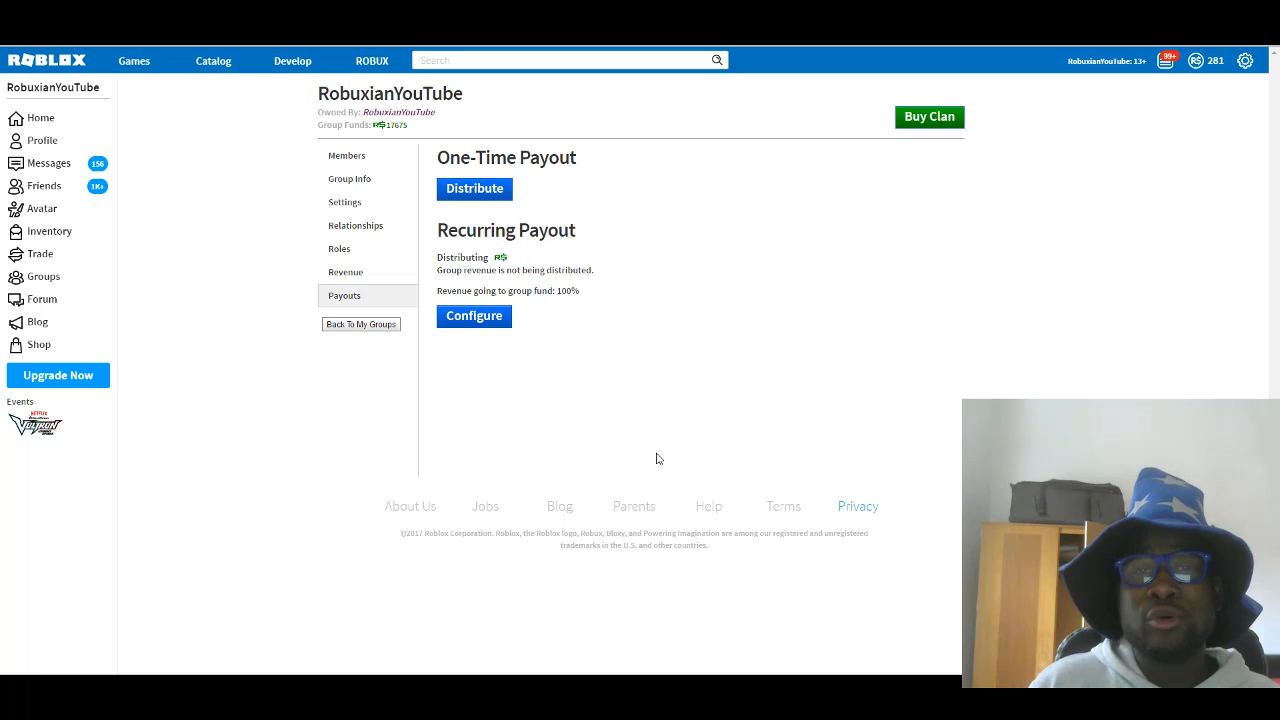 ROBLOX Games Catalog Develop ROBUX Search RobuxianYouTube: 13+ 99+ R$ 281
RobuxianYouTube
Home
Profile
Messages 156
Friends 1K+
Avatar
Inventory
Trade
Groups
Forum
Blog
Shop
Upgrade Now
Events
NETFLIX
VOLTRON
RobuxianYouTube
Owned By: RobuxianYouTube
Group Funds: R$ 17675
Buy Clan
Members
Group Info
Settings
Relationships
Roles
Revenue
Payouts
Back To My Groups
One-Time Payout
Distribute
Recurring Payout
Distributing R$
Group revenue is not being distributed.
Revenue going to group fund: 100%
Configure
About Us Jobs Blog Parents Help Terms Privacy
©2017 Roblox Corporation. Roblox, the Roblox logo, Robux, Bloxy, and Powering Imagination are among our registered and unregistered
trademarks in the U.S. and other countries.